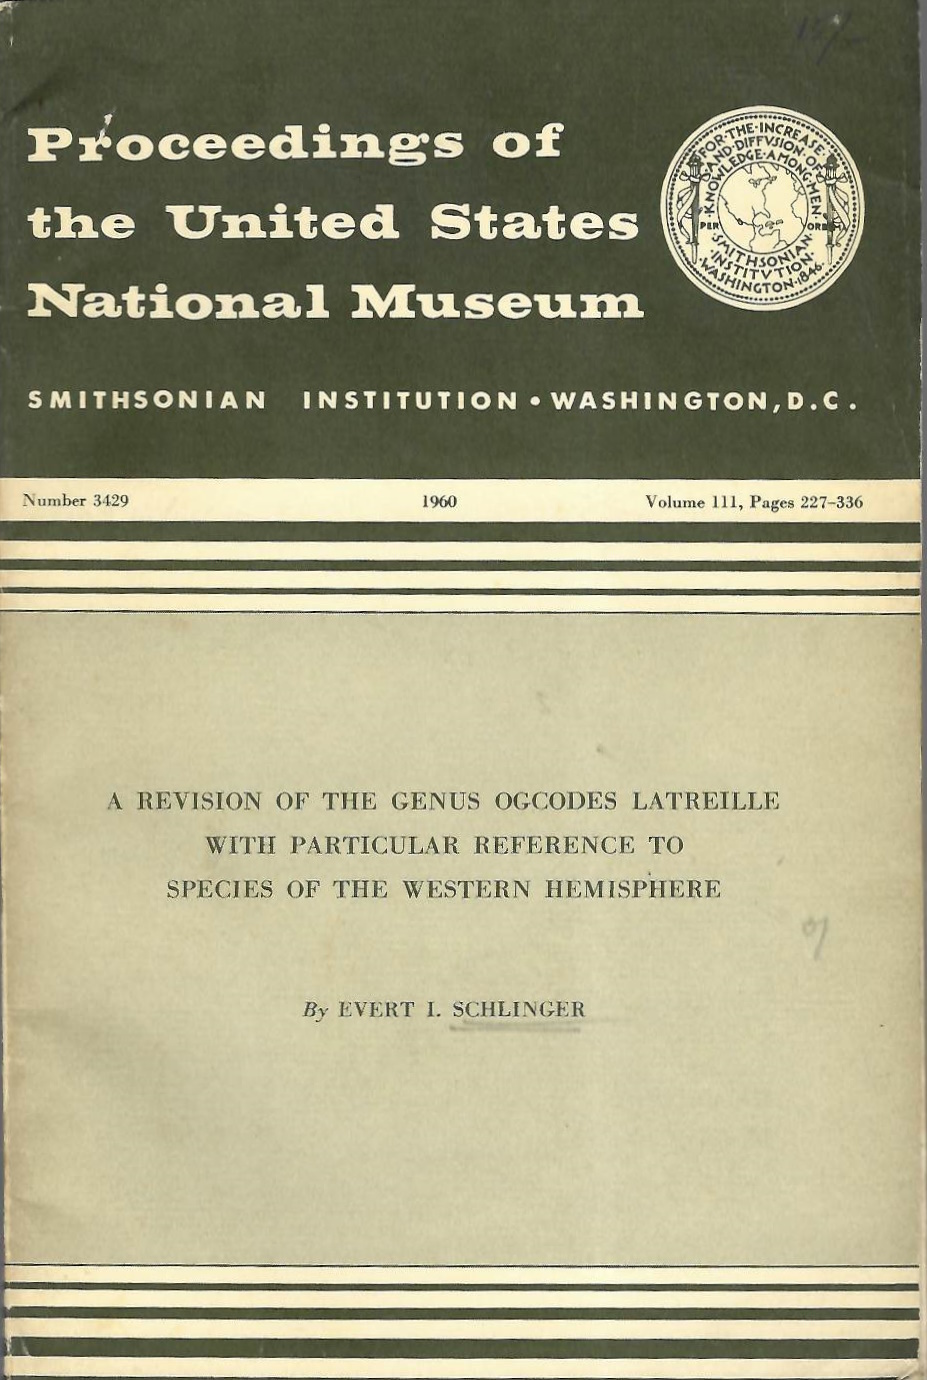 Proceedings of
the United States
National Museum
FOR·THE·INCREASE·
AND·DIFFVSION·OF
·KNOWLEDGE·AMONG·MEN·
PER
ORBEM
·SMITHSONIAN
·INSTITVTION·
WASHINGTON·1846·
SMITHSONIAN INSTITUTION • WASHINGTON, D.C.
Number 3429 1960 Volume 111, Pages 227–336
A REVISION OF THE GENUS OGCODES LATREILLE
WITH PARTICULAR REFERENCE TO
SPECIES OF THE WESTERN HEMISPHERE
By EVERT I. SCHLINGER